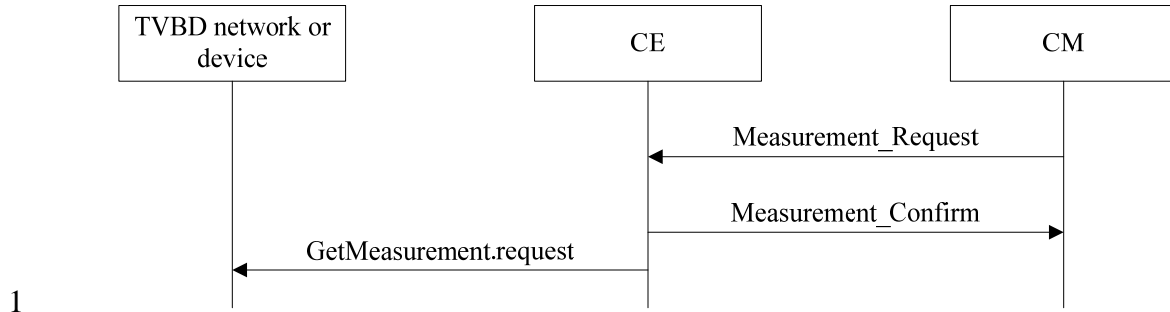 TVBD network or
device
CE
CM
Measurement_Request
Measurement_Confirm
GetMeasurement.request
1